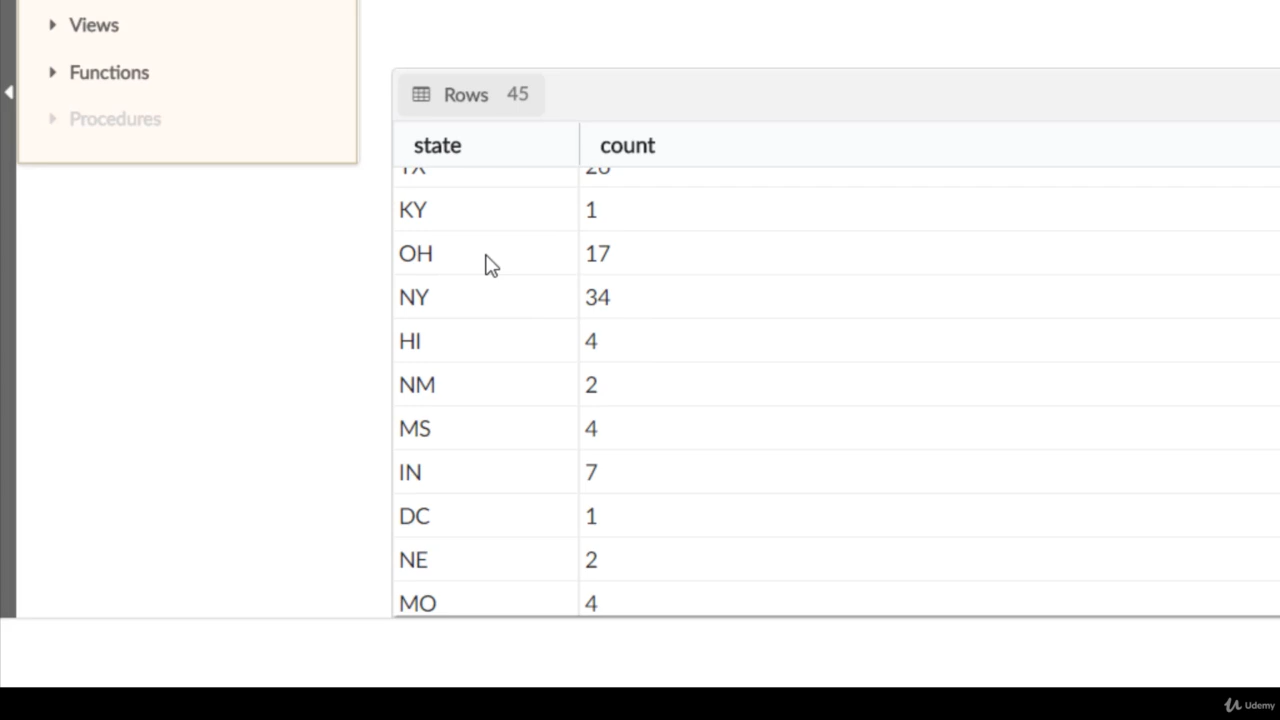 Views
Functions
Procedures
Rows 45
state count
KY 1
OH 17
NY 34
HI 4
NM 2
MS 4
IN 7
DC 1
NE 2
MO 4
Udemy